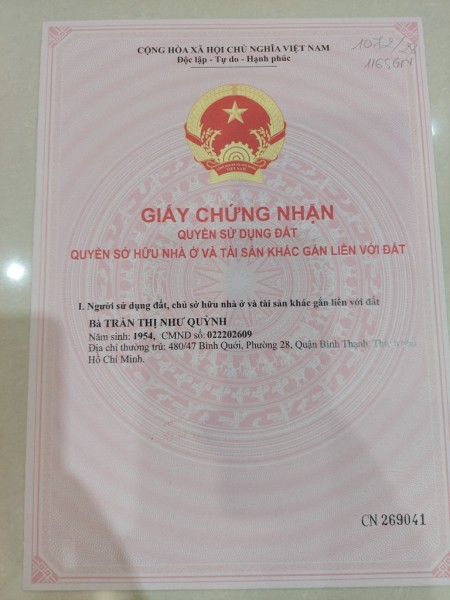 CỘNG HÒA XÃ HỘI CHỦ NGHĨA VIỆT NAM
Độc lập - Tự do - Hạnh phúc
GIẤY CHỨNG NHẬN
QUYỀN SỬ DỤNG ĐẤT
QUYỀN SỞ HỮU NHÀ Ở VÀ TÀI SẢN KHÁC GẮN LIỀN VỚI ĐẤT
I. Người sử dụng đất, chủ sở hữu nhà ở và tài sản khác gắn liền với đất
Bà TRẦN THỊ NHƯ QUỲNH
Năm sinh: 1954, CMND số: 022202609
Địa chỉ thường trú: 480/47 Bình Quới, Phường 28, Quận Bình Thạnh,
Hồ Chí Minh.
CN 269041